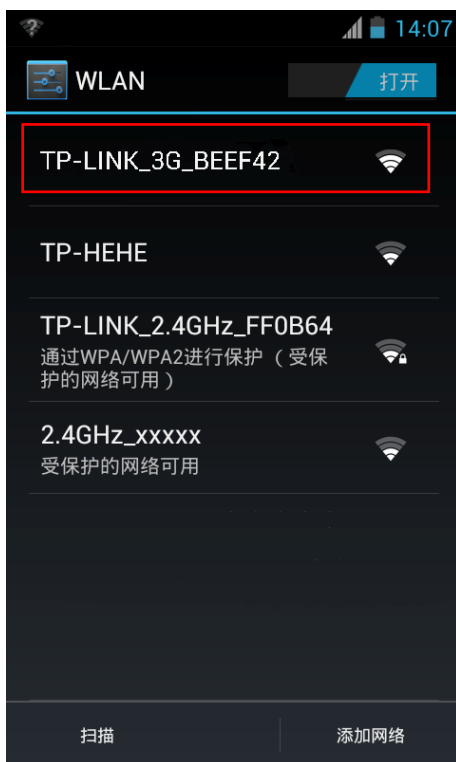 14:07
WLAN
打开
TP-LINK_3G_BEEF42
TP-HEHE
TP-LINK_2.4GHz_FF0B64
通过WPA/WPA2进行保护 （受保
护的网络可用）
2.4GHz_xxxxx
受保护的网络可用
扫描
添加网络